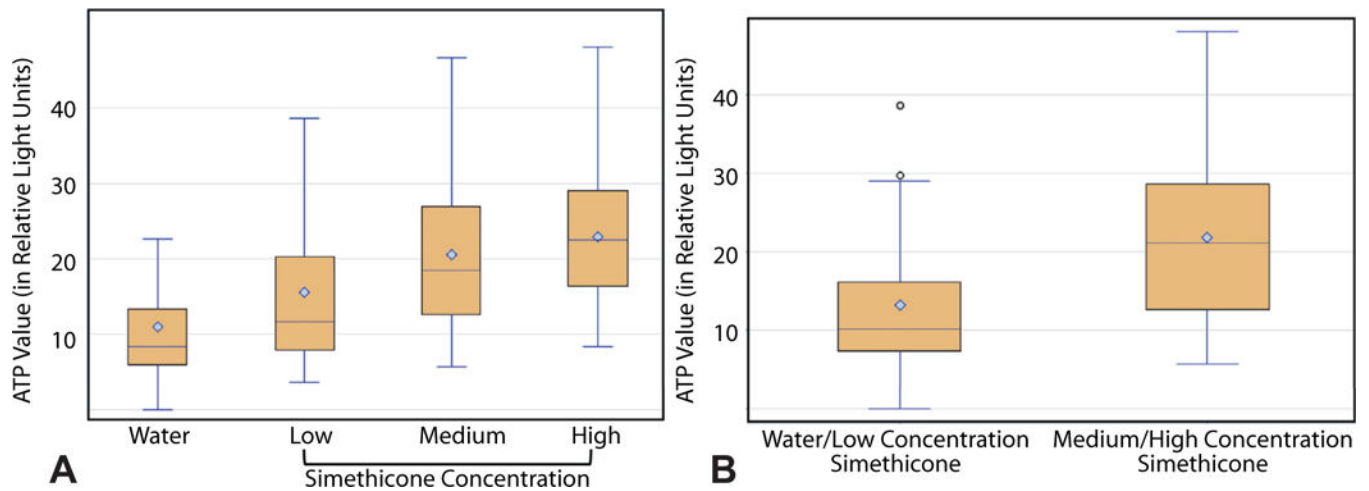 ATP Value (in Relative Light Units)
40
30
20
10
Water
Low
Medium
High
Simethicone Concentration
A
ATP Value (in Relative Light Units)
40
30
20
10
Water/Low Concentration
Simethicone
Medium/High Concentration
Simethicone
B